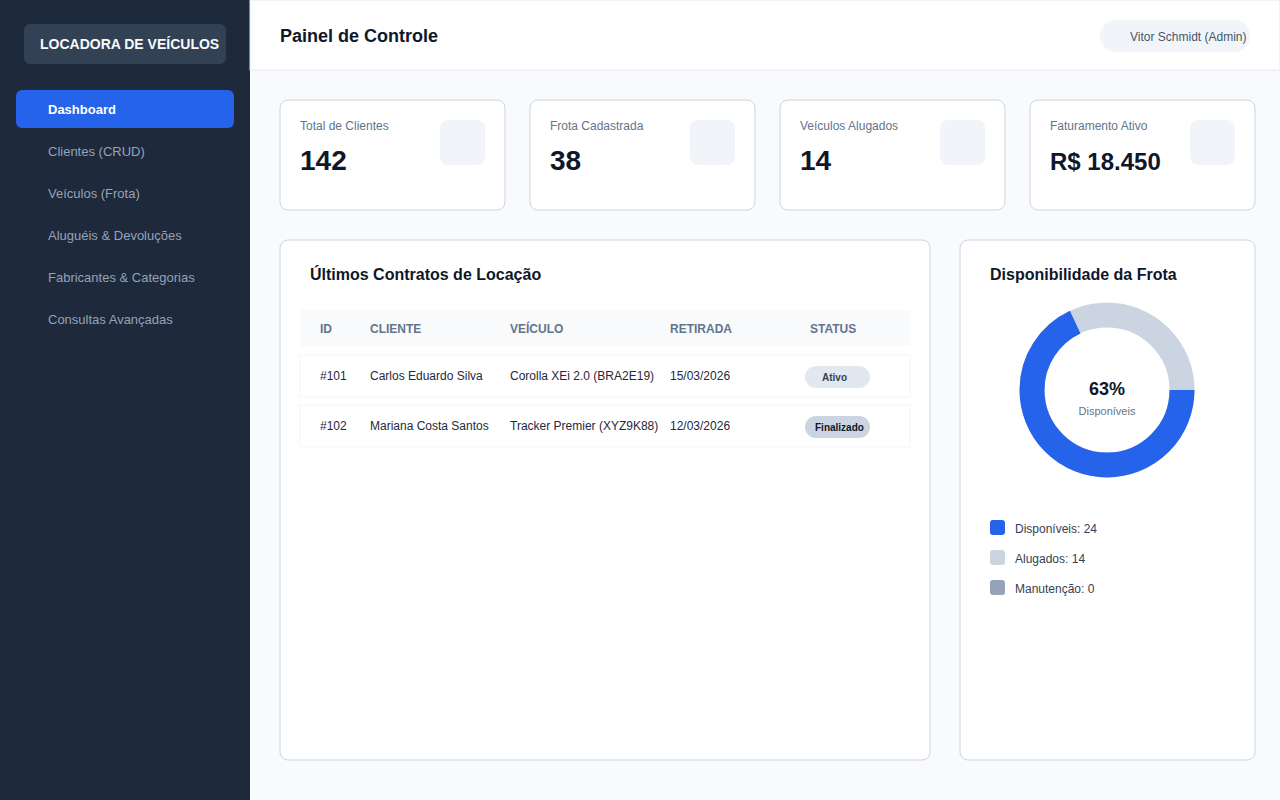 LOCADORA DE VEÍCULOS
Dashboard
Clientes (CRUD)
Veículos (Frota)
Aluguéis & Devoluções
Fabricantes & Categorias
Consultas Avançadas
Painel de Controle
Vitor Schmidt (Admin)
Total de Clientes
142
Frota Cadastrada
38
Veículos Alugados
14
Faturamento Ativo
R$ 18.450
Últimos Contratos de Locação
ID CLIENTE VEÍCULO RETIRADA STATUS
#101 Carlos Eduardo Silva Corolla XEi 2.0 (BRA2E19) 15/03/2026 Ativo
#102 Mariana Costa Santos Tracker Premier (XYZ9K88) 12/03/2026 Finalizado
Disponibilidade da Frota
63%
Disponíveis
Disponíveis: 24
Alugados: 14
Manutenção: 0